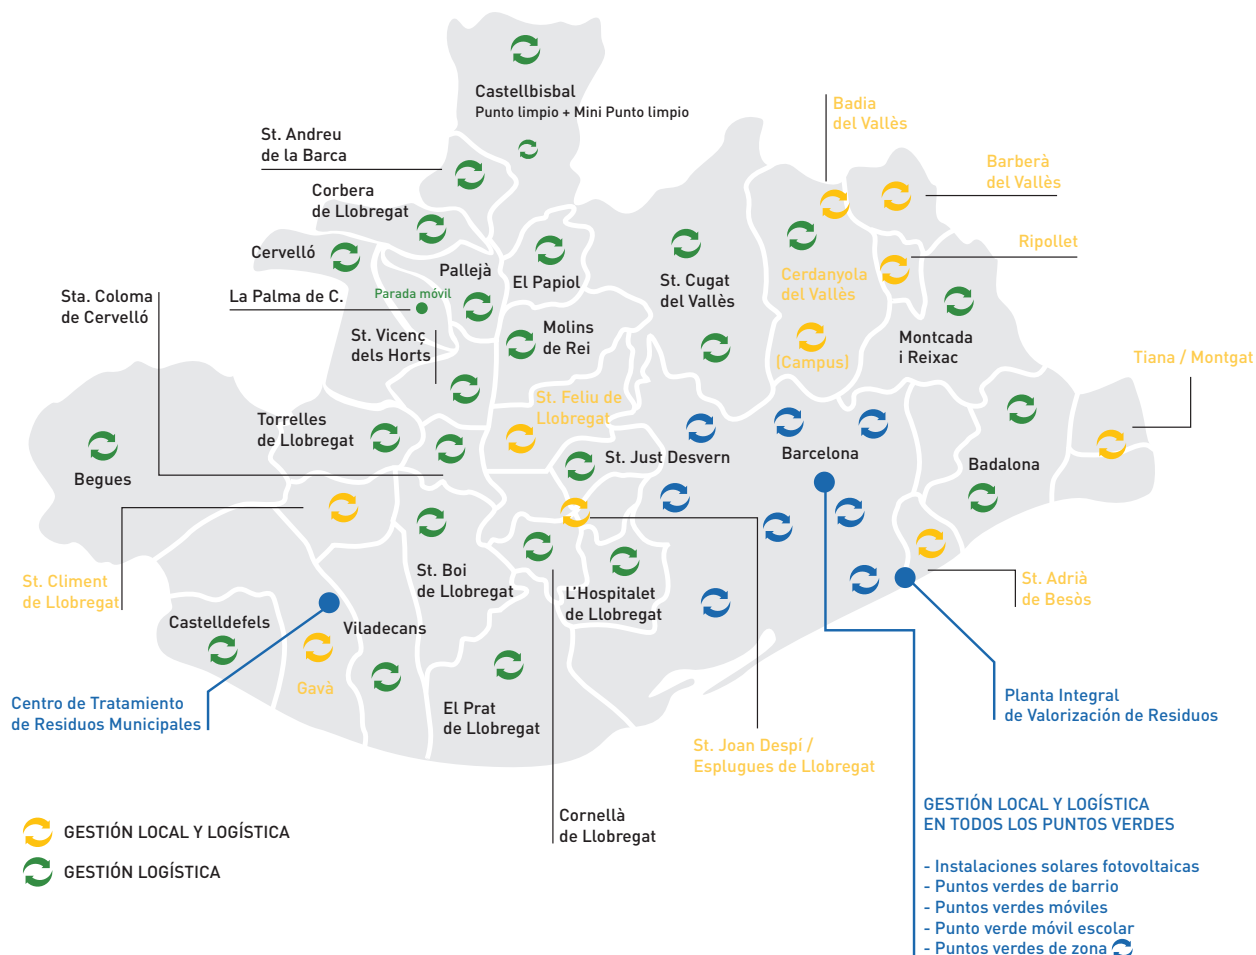 Castellbisbal
Punto limpio + Mini Punto limpio
Badia
del Vallès
St. Andreu
de la Barca
Barberà
del Vallès
Corbera
de Llobregat
Ripollet
Cervelló
Pallejà
El Papiol
St. Cugat
del Vallès
Cerdanyola
del Vallès
Sta. Coloma
de Cervelló
La Palma de C.
Parada móvil
St. Vicenç
dels Horts
Molins
de Rei
Montcada
i Reixac
(Campus)
Tiana / Montgat
St. Feliu de
Llobregat
Torrelles
de Llobregat
St. Just Desvern
Barcelona
Badalona
Begues
St. Climent
de Llobregat
St. Boi
de Llobregat
L'Hospitalet
de Llobregat
St. Adrià
de Besòs
Castelldefels
Viladecans
Gavà
Centro de Tratamiento
de Residuos Municipales
El Prat
de Llobregat
Planta Integral
de Valorización de Residuos
St. Joan Despí /
Esplugues de Llobregat
Cornellà
de Llobregat
GESTIÓN LOCAL Y LOGÍSTICA
GESTIÓN LOGÍSTICA
GESTIÓN LOCAL Y LOGÍSTICA
EN TODOS LOS PUNTOS VERDES
- Instalaciones solares fotovoltaicas
- Puntos verdes de barrio
- Puntos verdes móviles
- Punto verde móvil escolar
- Puntos verdes de zona